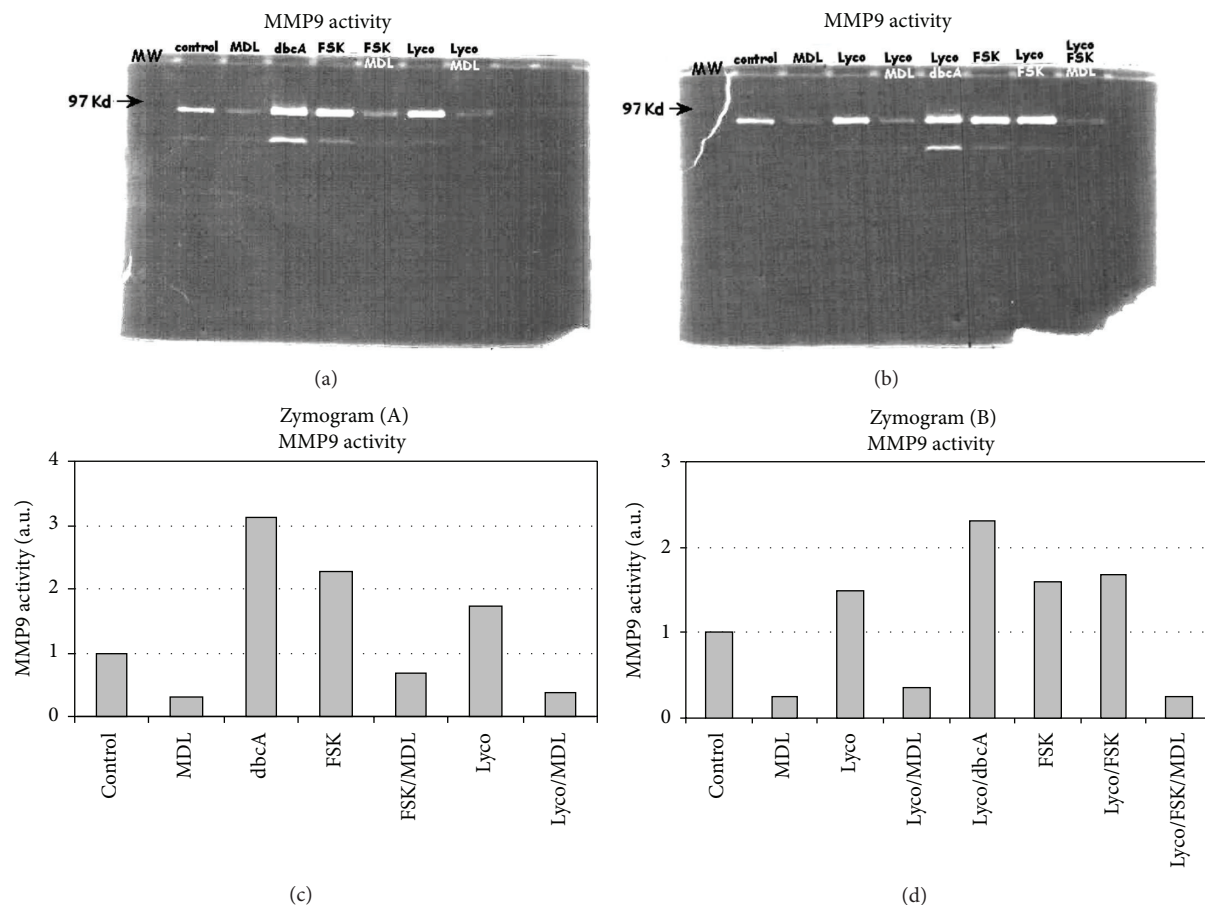 MMP9 activity
MW control MDL dbcA FSK FSK MDL Lyco Lyco MDL
97 Kd
(a)
MMP9 activity
MW control MDL Lyco Lyco MDL Lyco dbcA FSK Lyco FSK Lyco FSK MDL
97 Kd
(b)
Zymogram (A)
MMP9 activity
MMP9 activity (a.u.)
4
3
2
1
0
Control
MDL
dbcA
FSK
FSK/MDL
Lyco
Lyco/MDL
(c)
Zymogram (B)
MMP9 activity
MMP9 activity (a.u.)
3
2
1
0
Control
MDL
Lyco
Lyco/MDL
Lyco/dbcA
FSK
Lyco/FSK
Lyco/FSK/MDL
(d)